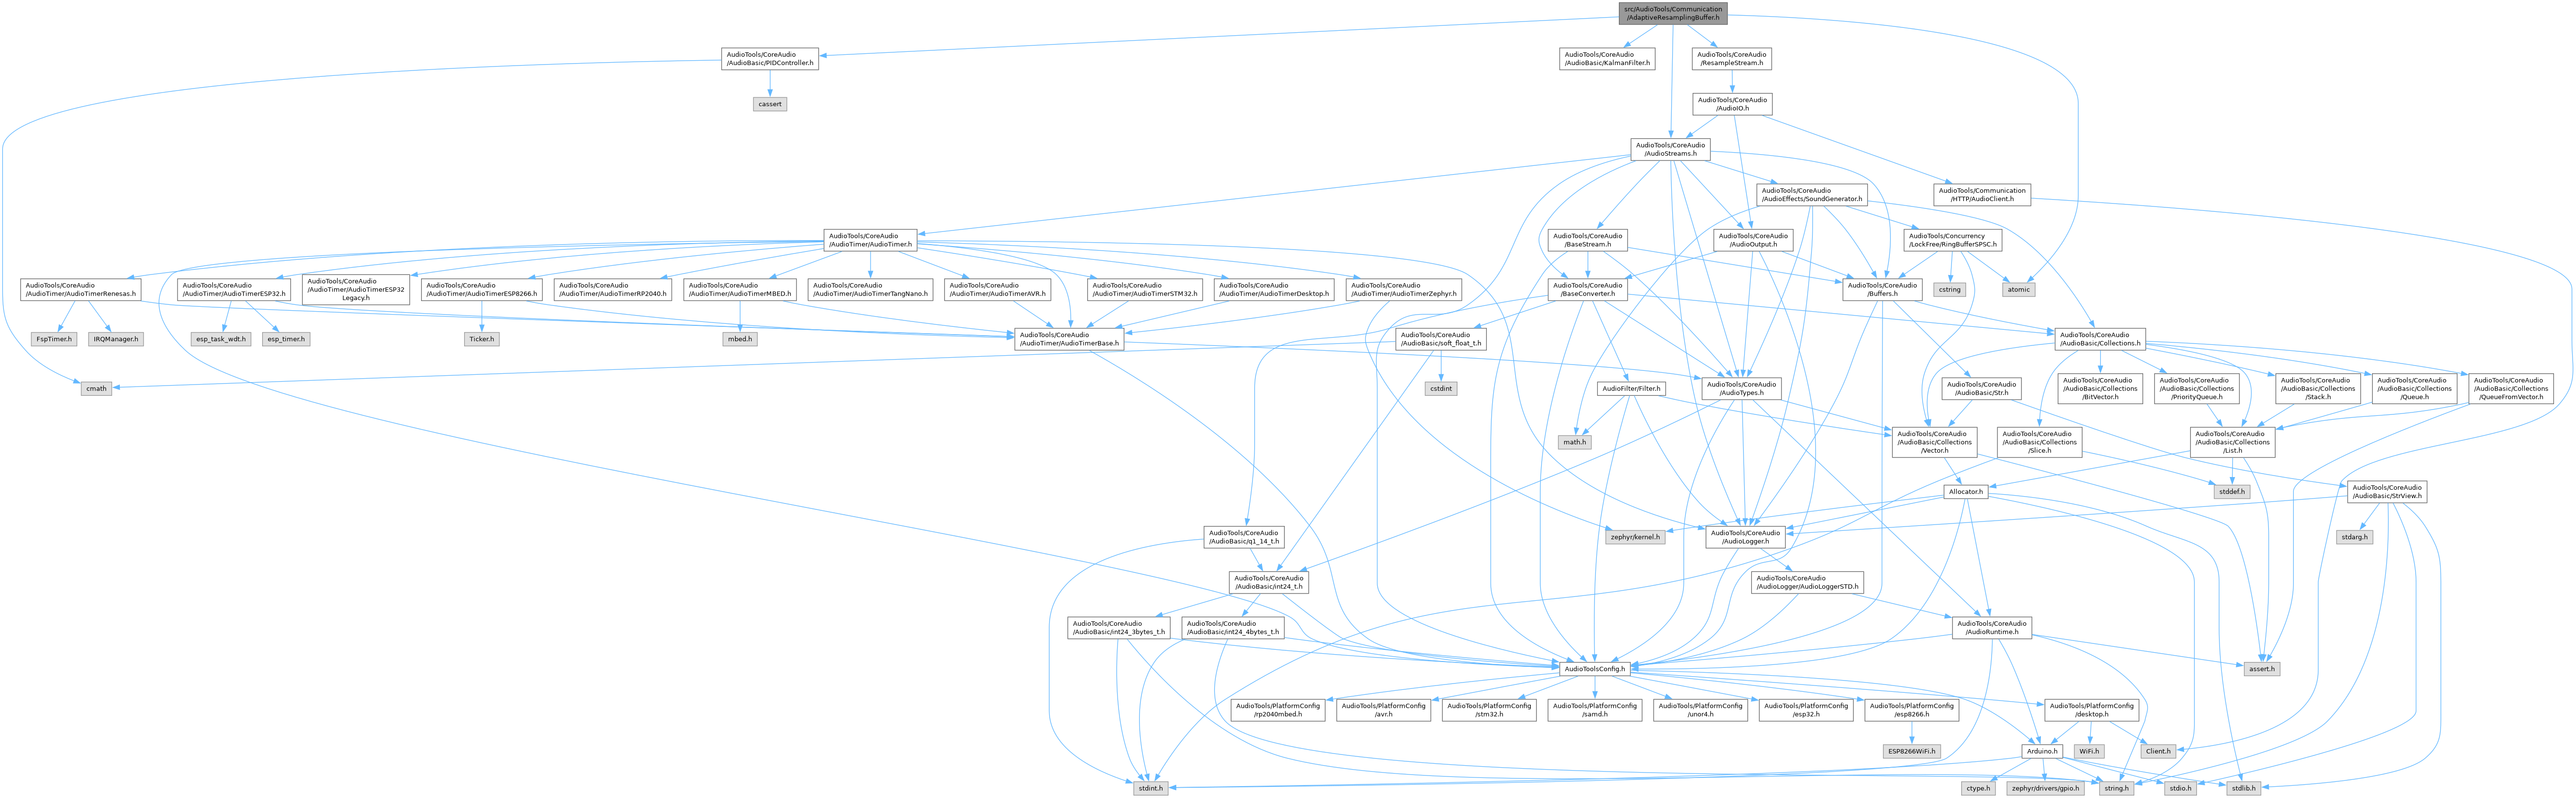 src/AudioTools/Communication
/AdaptiveResamplingBuffer.h
AudioTools/CoreAudio
/AudioBasic/PIDController.h
AudioTools/CoreAudio
/AudioBasic/KalmanFilter.h
AudioTools/CoreAudio
/ResampleStream.h
cassert
AudioTools/CoreAudio
/AudioIO.h
AudioTools/CoreAudio
/AudioStreams.h
AudioTools/CoreAudio
/AudioEffects/SoundGenerator.h
AudioTools/Communication
/HTTP/AudioClient.h
AudioTools/CoreAudio
/AudioTimer/AudioTimer.h
AudioTools/CoreAudio
/BaseStream.h
AudioTools/CoreAudio
/AudioOutput.h
AudioTools/Concurrency
/LockFree/RingBufferSPSC.h
AudioTools/CoreAudio
/AudioTimer/AudioTimerRenesas.h
AudioTools/CoreAudio
/AudioTimer/AudioTimerESP32.h
AudioTools/CoreAudio
/AudioTimer/AudioTimerESP32
Legacy.h
AudioTools/CoreAudio
/AudioTimer/AudioTimerESP8266.h
AudioTools/CoreAudio
/AudioTimer/AudioTimerRP2040.h
AudioTools/CoreAudio
/AudioTimer/AudioTimerMBED.h
AudioTools/CoreAudio
/AudioTimer/AudioTimerTangNano.h
AudioTools/CoreAudio
/AudioTimer/AudioTimerAVR.h
AudioTools/CoreAudio
/AudioTimer/AudioTimerSTM32.h
AudioTools/CoreAudio
/AudioTimer/AudioTimerDesktop.h
AudioTools/CoreAudio
/AudioTimer/AudioTimerZephyr.h
AudioTools/CoreAudio
/BaseConverter.h
AudioTools/CoreAudio
/Buffers.h
cstring
atomic
FspTimer.h
IRQManager.h
esp_task_wdt.h
esp_timer.h
Ticker.h
mbed.h
AudioTools/CoreAudio
/AudioTimer/AudioTimerBase.h
AudioTools/CoreAudio
/AudioBasic/soft_float_t.h
AudioTools/CoreAudio
/AudioBasic/Collections.h
cmath
cstdint
AudioFilter/Filter.h
AudioTools/CoreAudio
/AudioTypes.h
AudioTools/CoreAudio
/AudioBasic/Str.h
AudioTools/CoreAudio
/AudioBasic/Collections
/BitVector.h
AudioTools/CoreAudio
/AudioBasic/Collections
/PriorityQueue.h
AudioTools/CoreAudio
/AudioBasic/Collections
/Stack.h
AudioTools/CoreAudio
/AudioBasic/Collections
/Queue.h
AudioTools/CoreAudio
/AudioBasic/Collections
/QueueFromVector.h
math.h
AudioTools/CoreAudio
/AudioBasic/Collections
/Vector.h
AudioTools/CoreAudio
/AudioBasic/Collections
/Slice.h
AudioTools/CoreAudio
/AudioBasic/Collections
/List.h
Allocator.h
stddef.h
AudioTools/CoreAudio
/AudioBasic/StrView.h
AudioTools/CoreAudio
/AudioBasic/q1_14_t.h
zephyr/kernel.h
AudioTools/CoreAudio
/AudioLogger.h
stdarg.h
AudioTools/CoreAudio
/AudioBasic/int24_t.h
AudioTools/CoreAudio
/AudioLogger/AudioLoggerSTD.h
AudioTools/CoreAudio
/AudioBasic/int24_3bytes_t.h
AudioTools/CoreAudio
/AudioBasic/int24_4bytes_t.h
AudioTools/CoreAudio
/AudioRuntime.h
AudioToolsConfig.h
assert.h
AudioTools/PlatformConfig
/rp2040mbed.h
AudioTools/PlatformConfig
/avr.h
AudioTools/PlatformConfig
/stm32.h
AudioTools/PlatformConfig
/samd.h
AudioTools/PlatformConfig
/unor4.h
AudioTools/PlatformConfig
/esp32.h
AudioTools/PlatformConfig
/esp8266.h
AudioTools/PlatformConfig
/desktop.h
ESP8266WiFi.h
Arduino.h
WiFi.h
Client.h
stdint.h
ctype.h
zephyr/drivers/gpio.h
string.h
stdio.h
stdlib.h